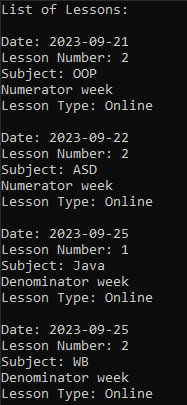 List of Lessons:
Date: 2023-09-21
Lesson Number: 2
Subject: OOP
Numerator week
Lesson Type: Online
Date: 2023-09-22
Lesson Number: 2
Subject: ASD
Numerator week
Lesson Type: Online
Date: 2023-09-25
Lesson Number: 1
Subject: Java
Denominator week
Lesson Type: Online
Date: 2023-09-25
Lesson Number: 2
Subject: WB
Denominator week
Lesson Type: Online